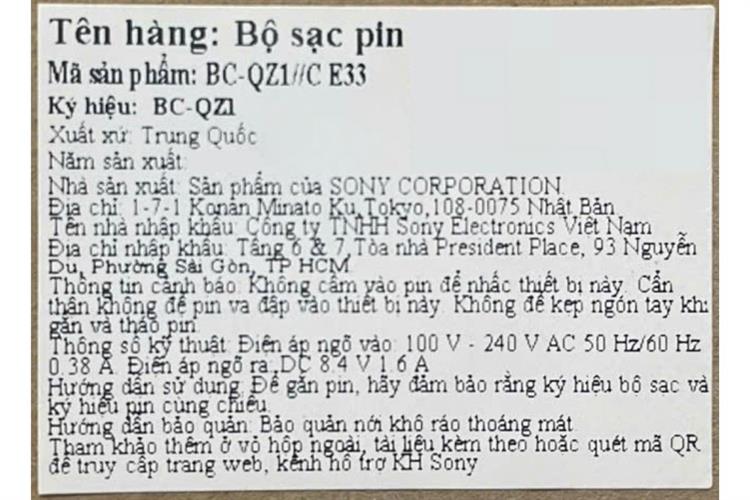 Tên hàng: Bộ sạc pin
Mã sản phẩm: BC-QZ1//C E33
Ký hiệu: BC-QZ1
Xuất xứ: Trung Quốc
Năm sản xuất:
Nhà sản xuất: Sản phẩm của SONY CORPORATION.
Địa chỉ: 1-7-1 Konan Minato Ku,Tokyo,108-0075 Nhật Bản
Tên nhà nhập khẩu: Công ty TNHH Sony Electronics Việt Nam
Địa chỉ nhập khẩu: Tầng 6 & 7,Tòa nhà President Place, 93 Nguyễn
Du, Phường Sài Gòn, TP HCM
Thông tin cảnh báo: Không cầm vào pin để nhấc thiết bị này. Cẩn
thận không để pin va đập vào thiết bị này. Không để kẹp ngón tay khi
gắn và tháo pin.
Thông số kỹ thuật: Điện áp ngõ vào: 100 V - 240 V AC 50 Hz/60 Hz
0.38 A. Điện áp ngõ ra:DC 8.4 V 1.6 A
Hướng dẫn sử dụng: Để gắn pin, hãy đảm bảo rằng ký hiệu bộ sạc và
ký hiệu pin cùng chiều.
Hướng dẫn bảo quản: Bảo quản nơi khô ráo thoáng mát.
Tham khảo thêm ở vỏ hộp ngoài, tài liệu kèm theo hoặc quét mã QR
để truy cập trang web, kênh hỗ trợ KH Sony